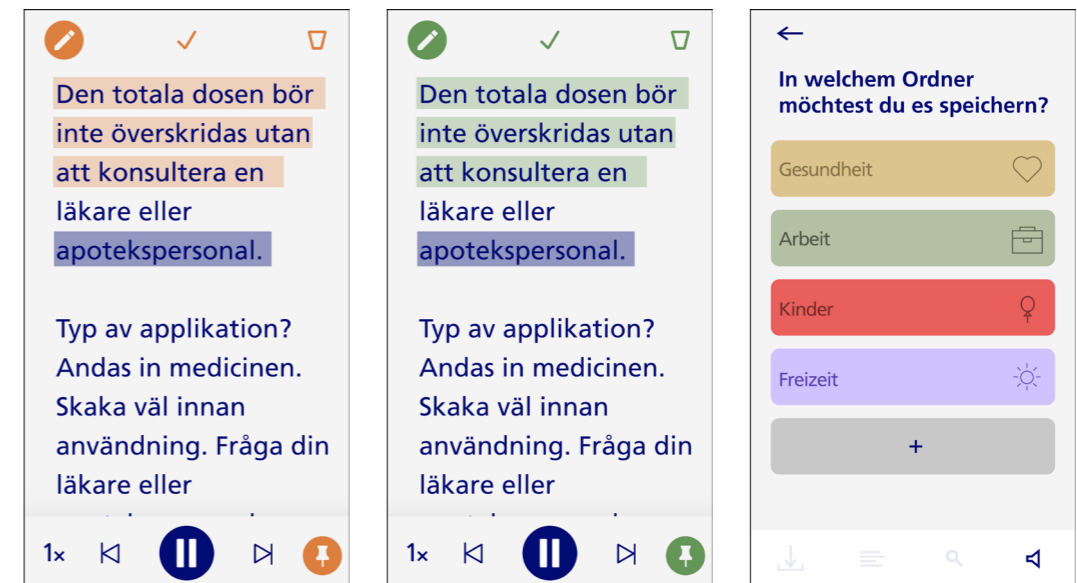 Den totala dosen bör
inte överskridas utan
att konsultera en
läkare eller
apotekspersonal.
Typ av applikation?
Andas in medicinen.
Skaka väl innan
användning. Fråga din
läkare eller
1×
Den totala dosen bör
inte överskridas utan
att konsultera en
läkare eller
apotekspersonal.
Typ av applikation?
Andas in medicinen.
Skaka väl innan
användning. Fråga din
läkare eller
1×
In welchem Ordner
möchtest du es speichern?
Gesundheit
Arbeit
Kinder
Freizeit
+